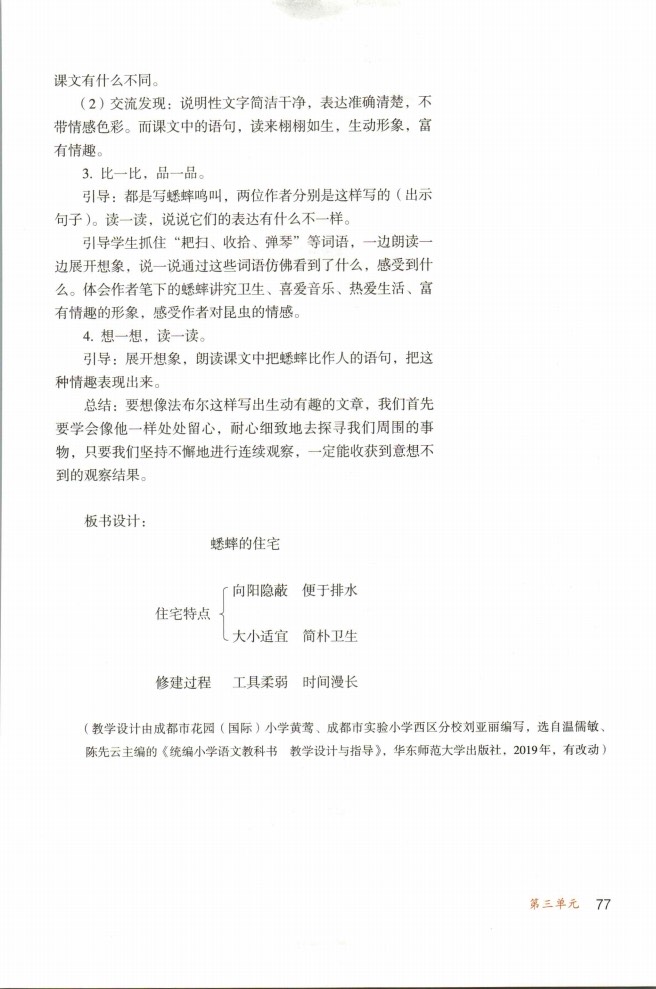 课文有什么不同。
（2）交流发现：说明性文字简洁干净，表达准确清楚，不
带情感色彩。而课文中的语句，读来栩栩如生，生动形象，富
有情趣。
3. 比一比，品一品。
引导：都是写蟋蟀鸣叫，两位作者分别是这样写的（出示
句子）。读一读，说说它们的表达有什么不一样。
引导学生抓住“耙扫、收拾、弹琴”等词语，一边朗读一
边展开想象，说一说通过这些词语仿佛看到了什么，感受到什
么。体会作者笔下的蟋蟀讲究卫生、喜爱音乐、热爱生活、富
有情趣的形象，感受作者对昆虫的情感。
4. 想一想，读一读。
引导：展开想象，朗读课文中把蟋蟀比作人的语句，把这
种情趣表现出来。
总结：要想像法布尔这样写出生动有趣的文章，我们首先
要学会像他一样处处留心，耐心细致地去探寻我们周围的事
物，只要我们坚持不懈地进行连续观察，一定能收获到意想不
到的观察结果。
板书设计：
蟋蟀的住宅
向阳隐蔽 便于排水
住宅特点
大小适宜 简朴卫生
修建过程 工具柔弱 时间漫长
（教学设计由成都市花园（国际）小学黄莺、成都市实验小学西区分校刘亚丽编写，选自温儒敏、
陈先云主编的《统编小学语文教科书 教学设计与指导》，华东师范大学出版社，2019年，有改动）
第三单元 77